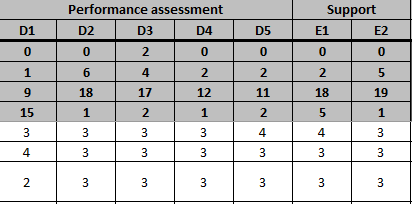 Performance assessment Support
D1 D2 D3 D4 D5 E1 E2
0 0 2 0 0 0 0
1 6 4 2 2 2 5
9 18 17 12 11 18 19
15 1 2 1 2 5 1
3 3 3 3 4 4 3
4 3 3 3 3 3 3
2 3 3 3 3 3 3